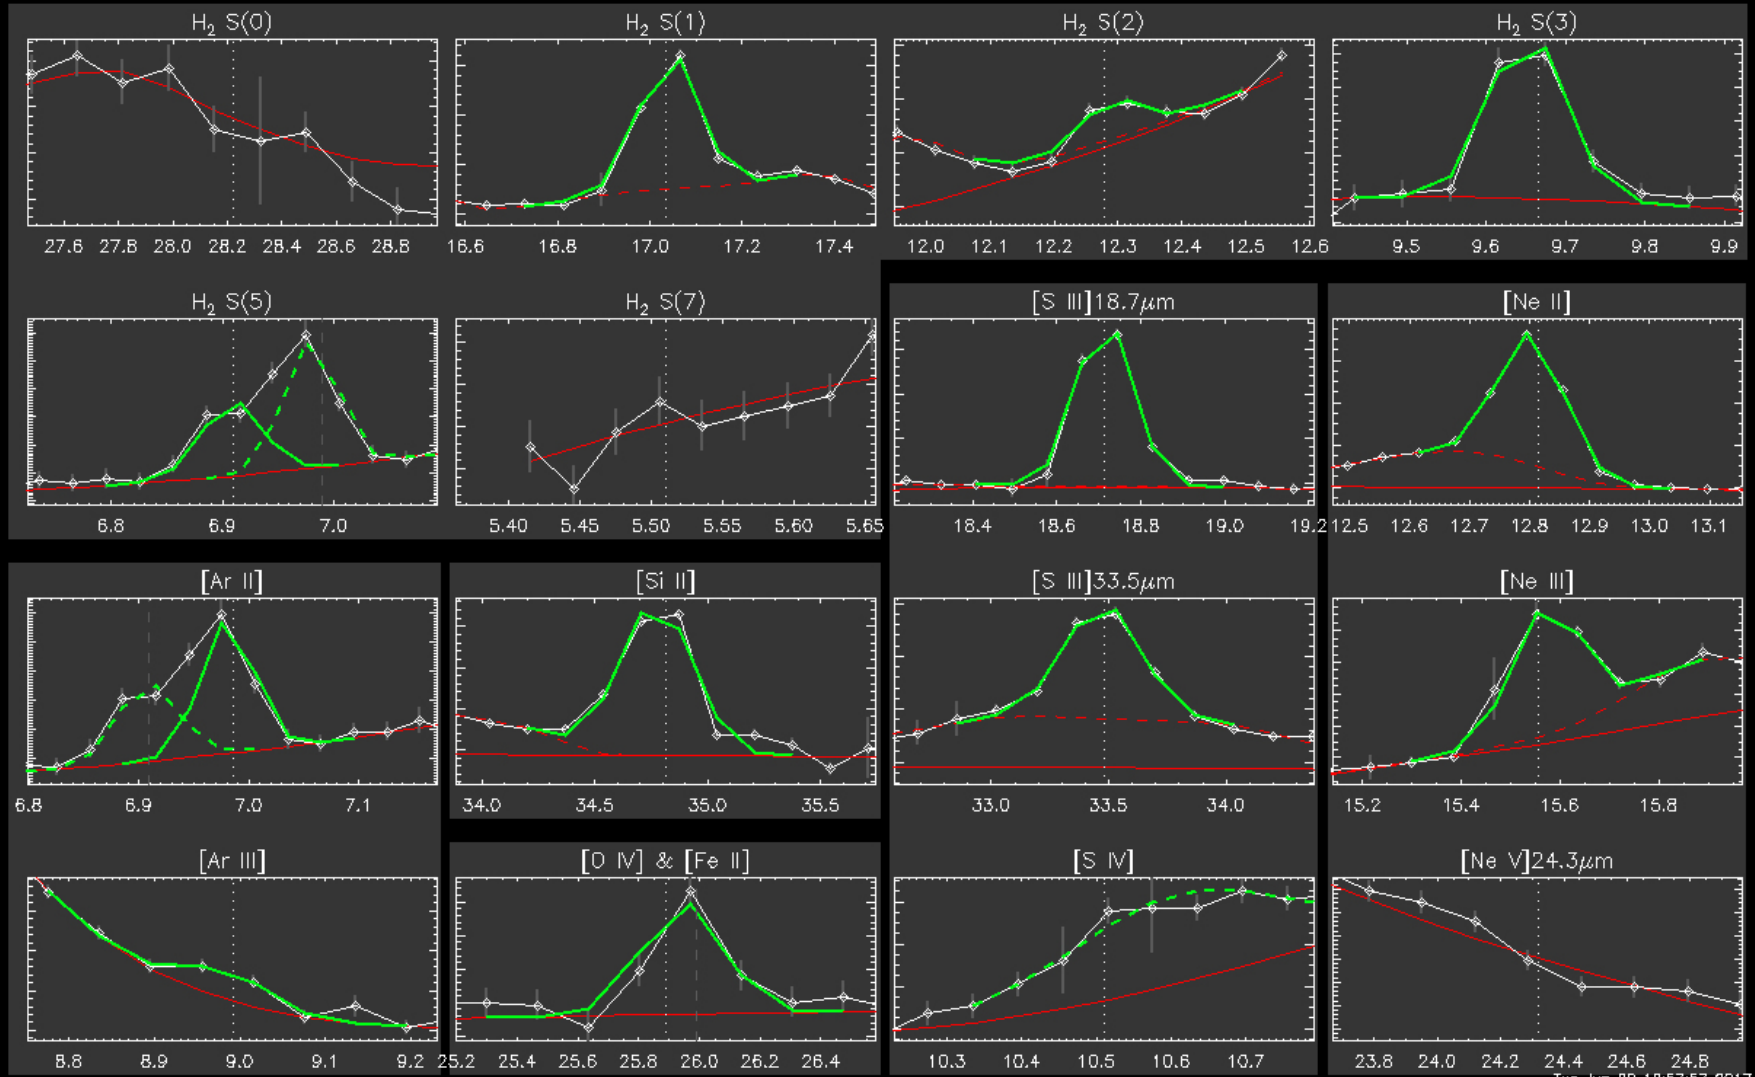 H₂ S(0) H₂ S(1) H₂ S(2) H₂ S(3)
27.6 27.8 28.0 28.2 28.4 28.6 28.8 16.6 16.8 17.0 17.2 17.4 12.0 12.1 12.2 12.3 12.4 12.5 12.6 9.5 9.6 9.7 9.8 9.9
H₂ S(5) H₂ S(7) [S III]18.7μm [Ne II]
6.8 6.9 7.0 5.40 5.45 5.50 5.55 5.60 5.65 18.4 18.6 18.8 19.0 19.2 12.5 12.6 12.7 12.8 12.9 13.0 13.1
[Ar II] [Si II] [S III]33.5μm [Ne III]
6.8 6.9 7.0 7.1 34.0 34.5 35.0 35.5 33.0 33.5 34.0 15.2 15.4 15.6 15.8
[Ar III] [O IV] & [Fe II] [S IV] [Ne V]24.3μm
8.8 8.9 9.0 9.1 9.2 25.2 25.4 25.6 25.8 26.0 26.2 26.4 10.3 10.4 10.5 10.6 10.7 23.8 24.0 24.2 24.4 24.6 24.8